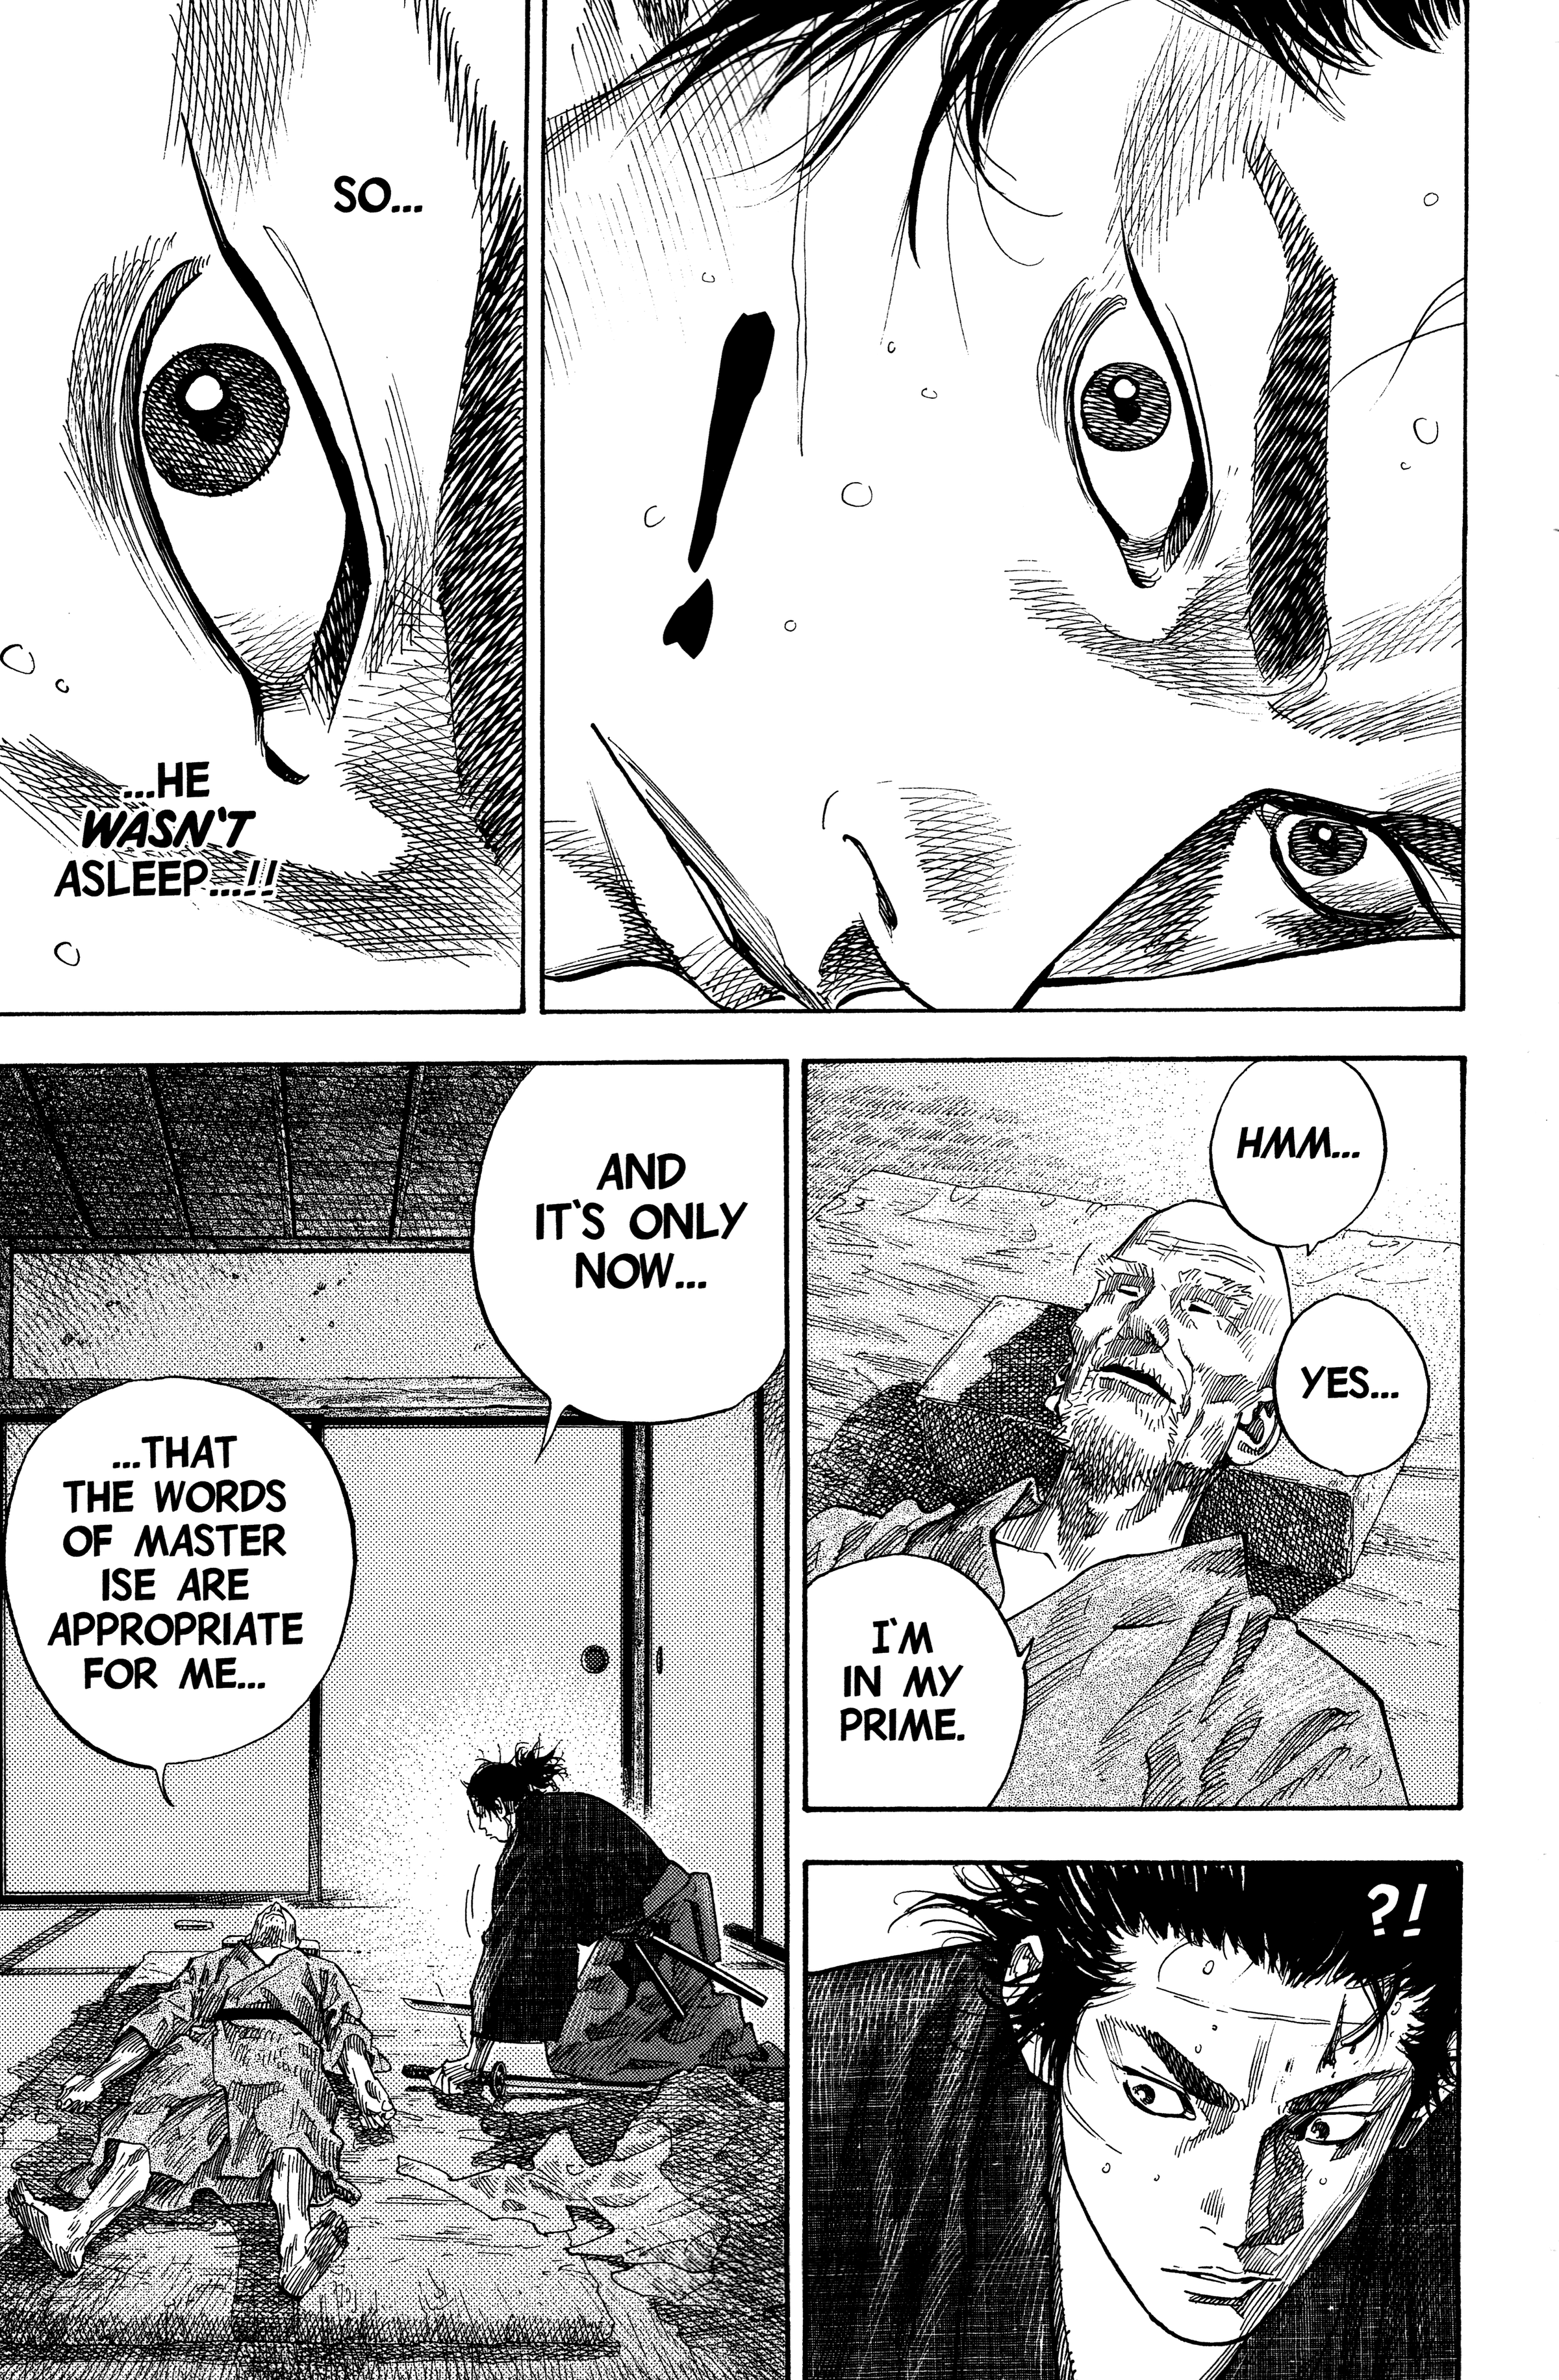 !
SO...
...HE
WASN'T
ASLEEP...!!
HMM...
YES...
I'M
IN MY
PRIME.
?!
AND
IT'S ONLY
NOW...
...THAT
THE WORDS
OF MASTER
ISE ARE
APPROPRIATE
FOR ME...